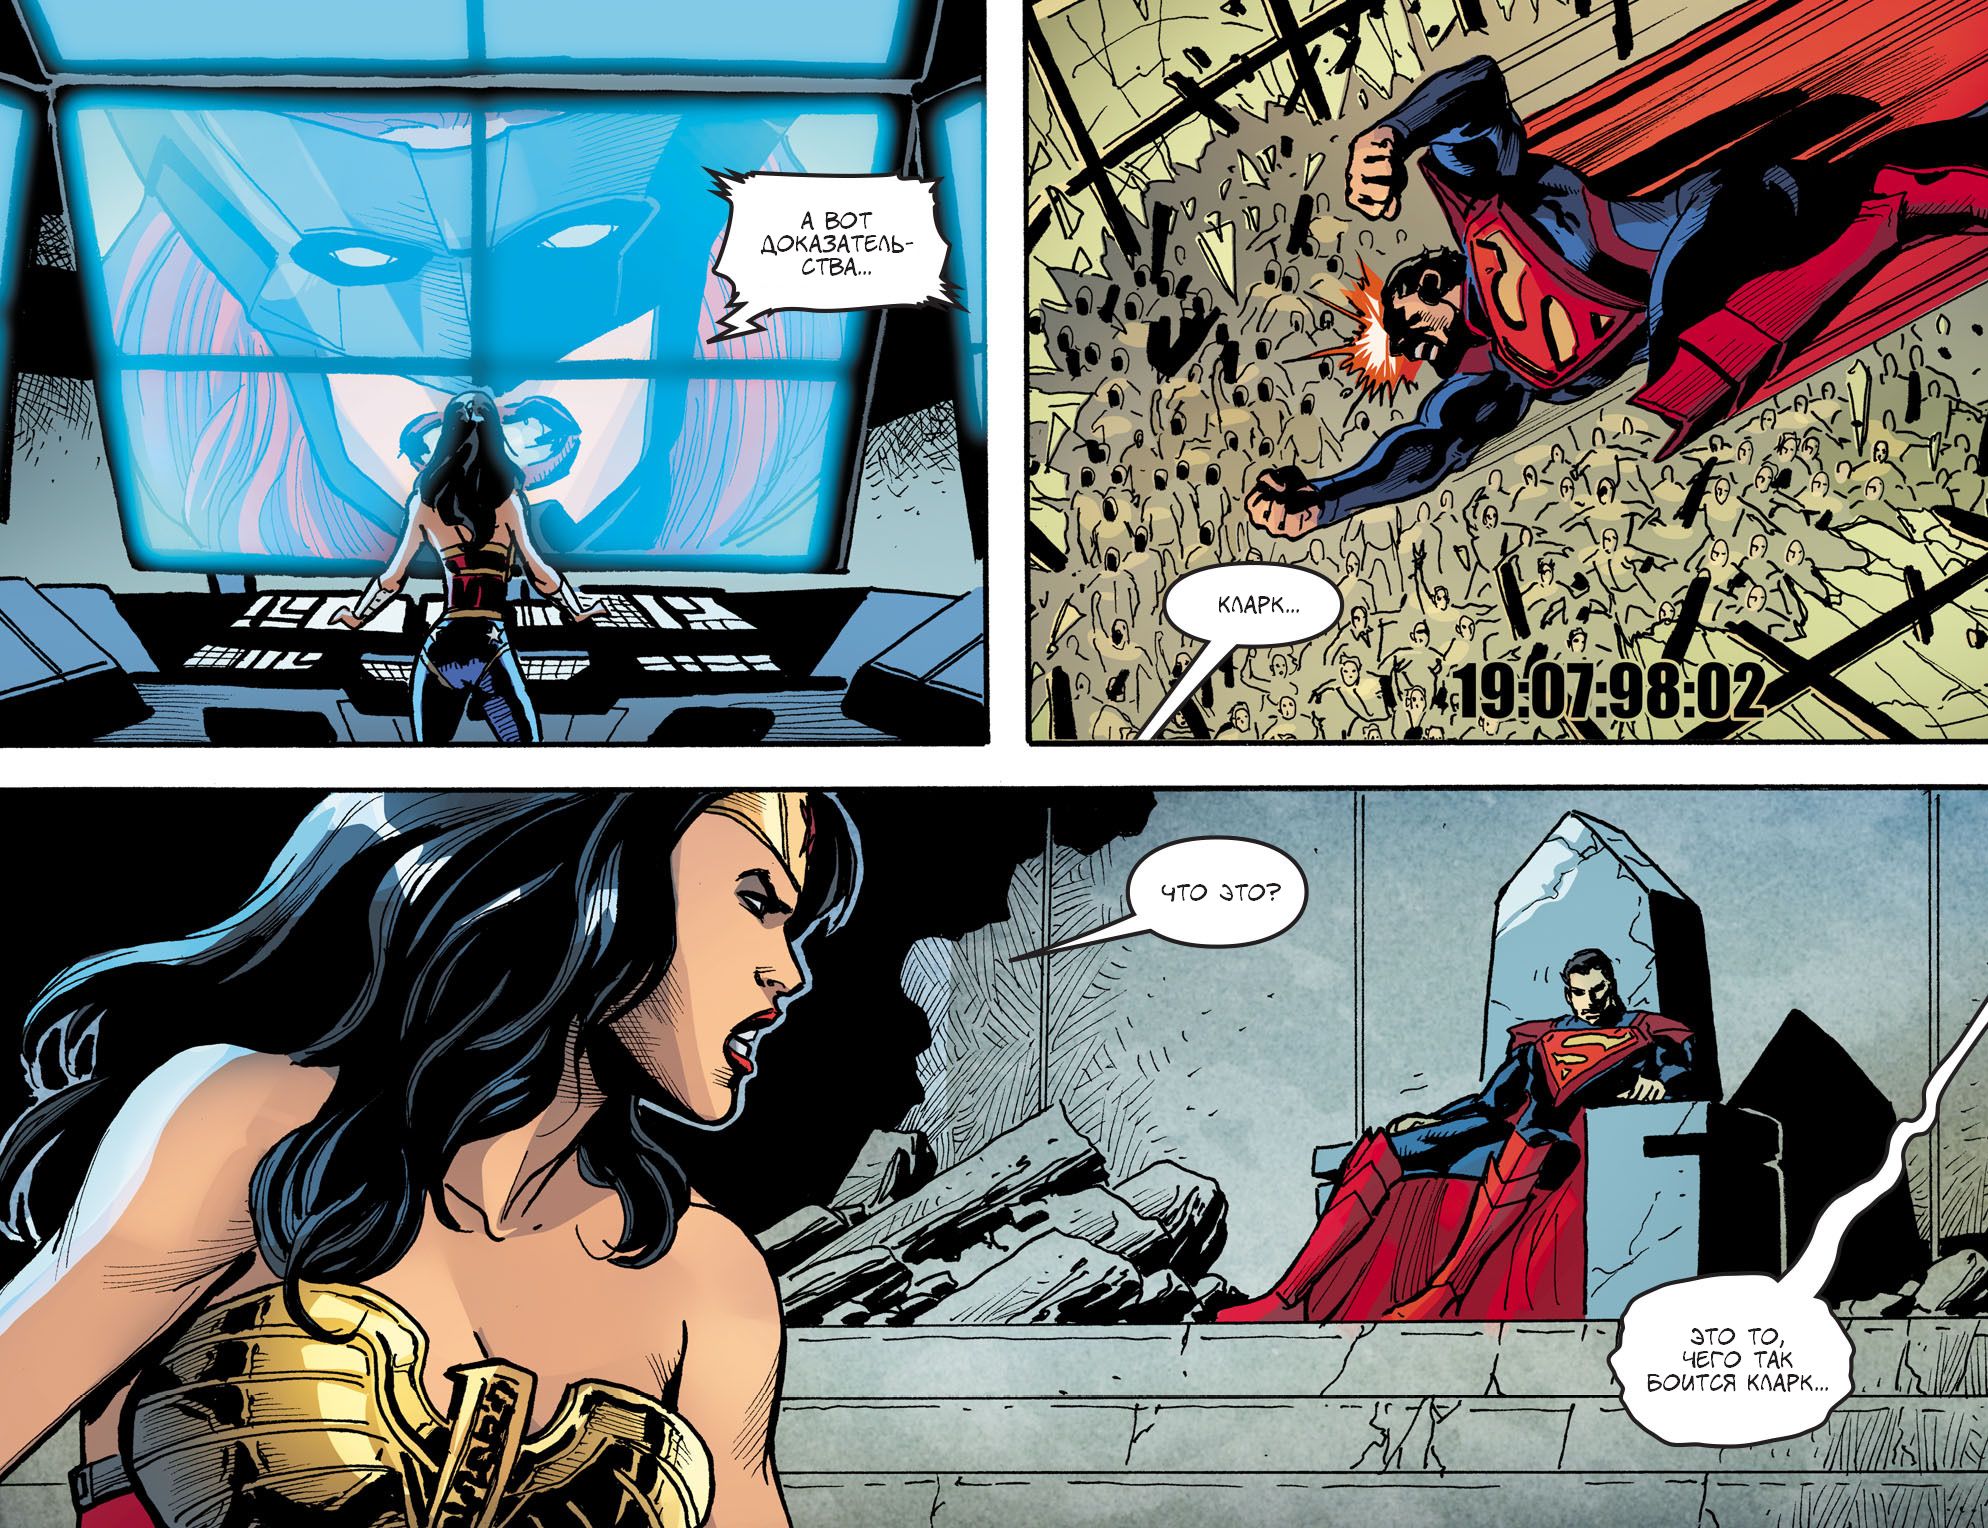 А ВОТ
ДОКАЗАТЕЛЬ-
СТВА...
КЛАРК...
19:07:98:02
ЧТО ЭТО?
ЭТО ТО,
ЧЕГО ТАК
БОИТСЯ КЛАРК...